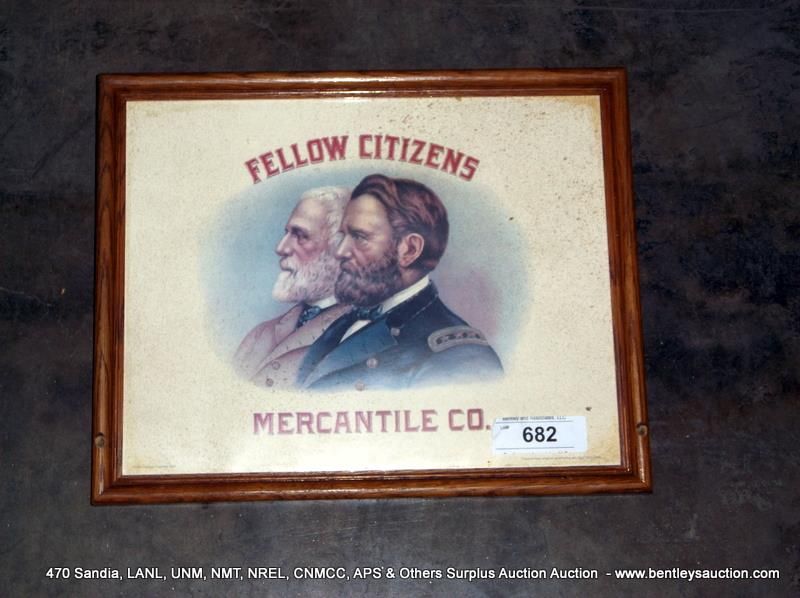 FELLOW CITIZENS
MERCANTILE CO.
682
470 Sandia, LANL, UNM, NMT, NREL, CNMCC, APS & Others Surplus Auction Auction - www.bentleysauction.com